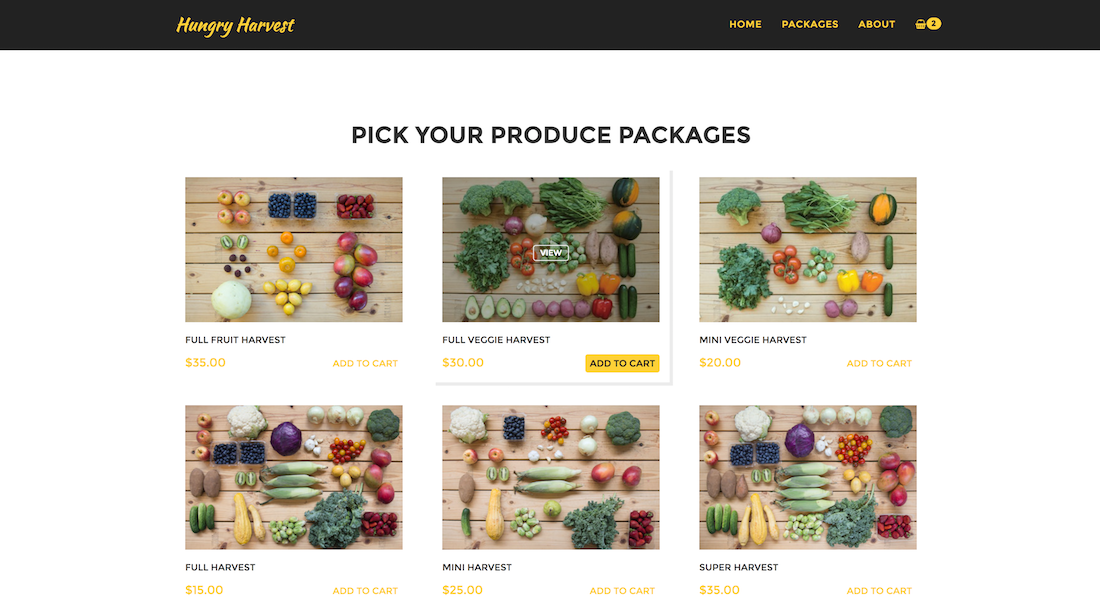 Hungry Harvest
HOME PACKAGES ABOUT 2
PICK YOUR PRODUCE PACKAGES
VIEW
FULL FRUIT HARVEST
$35.00 ADD TO CART
FULL VEGGIE HARVEST
$30.00 ADD TO CART
MINI VEGGIE HARVEST
$20.00 ADD TO CART
FULL HARVEST
$15.00 ADD TO CART
MINI HARVEST
$25.00 ADD TO CART
SUPER HARVEST
$35.00 ADD TO CART